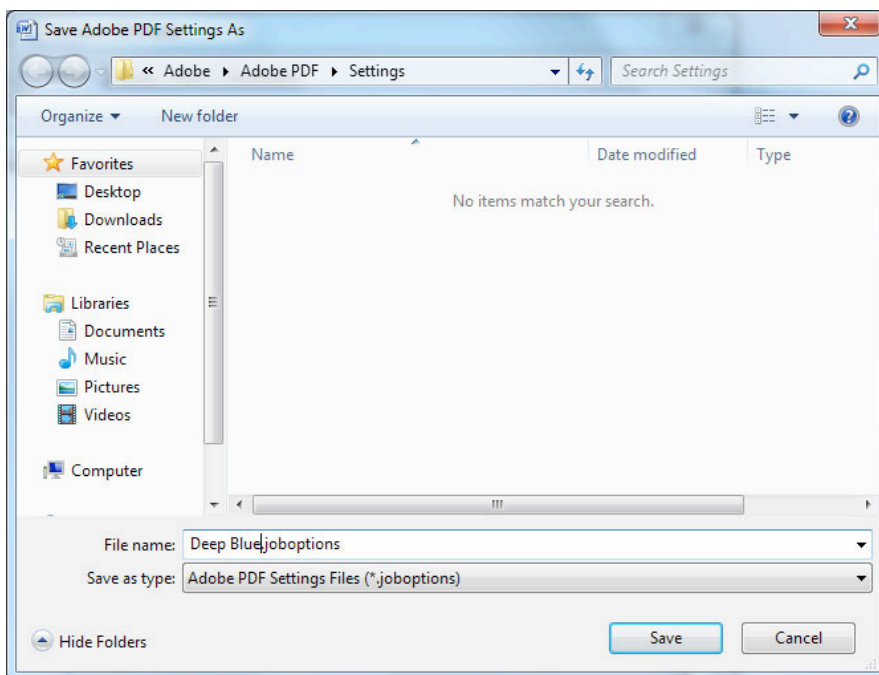 Save Adobe PDF Settings As
« Adobe ▸ Adobe PDF ▸ Settings
Search Settings
Organize
New folder
Name
Date modified
Type
No items match your search.
Favorites
Desktop
Downloads
Recent Places
Libraries
Documents
Music
Pictures
Videos
Computer
File name: Deep Blue.joboptions
Save as type: Adobe PDF Settings Files (*.joboptions)
Hide Folders
Save
Cancel